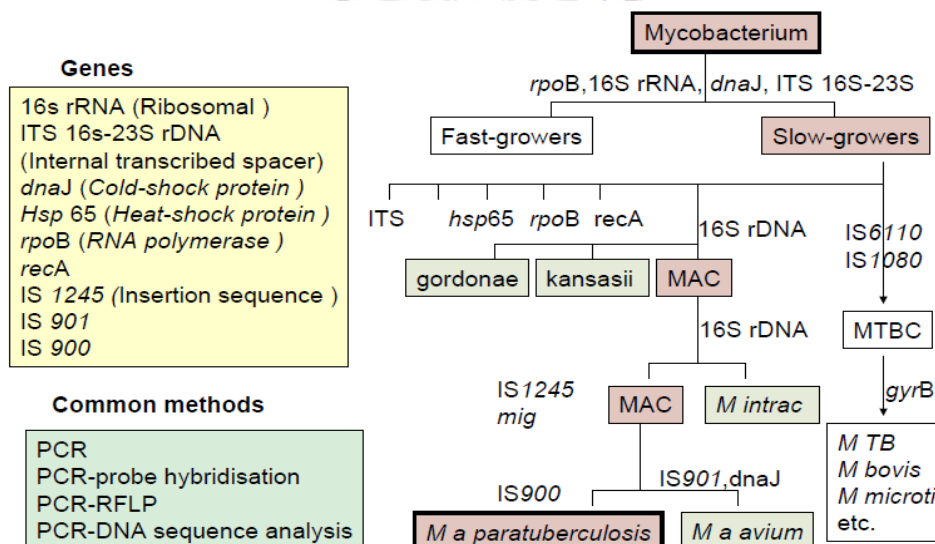 Genes
16s rRNA (Ribosomal )
ITS 16s-23S rDNA
(Internal transcribed spacer)
dnaJ (Cold-shock protein )
Hsp 65 (Heat-shock protein )
rpoB (RNA polymerase )
recA
IS 1245 (Insertion sequence )
IS 901
IS 900
Common methods
PCR
PCR-probe hybridisation
PCR-RFLP
PCR-DNA sequence analysis
Mycobacterium
rpoB,16S rRNA, dnaJ, ITS 16S-23S
Fast-growers
Slow-growers
ITS
hsp65
rpoB
recA
16S rDNA
IS6110
IS1080
gordonae
kansasii
MAC
16S rDNA
MTBC
IS1245
mig
MAC
M intrac
gyrB
M TB
M bovis
M microti
etc.
IS900
IS901,dnaJ
M a paratuberculosis
M a avium